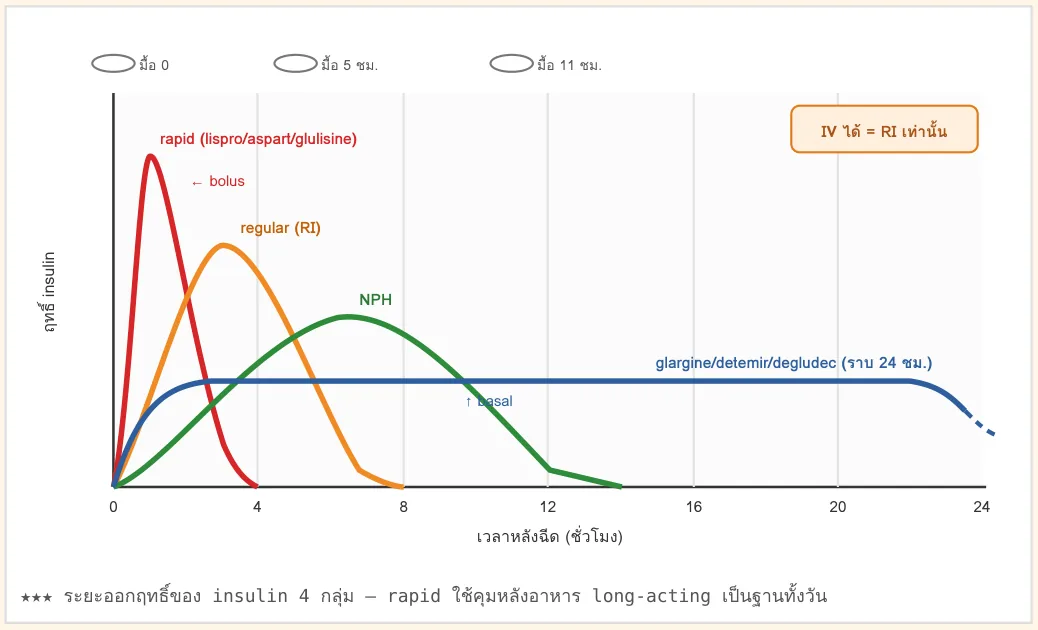 มื้อ 0
มื้อ 5 ชม.
มื้อ 11 ชม.
IV ได้ = RI เท่านั้น
rapid (lispro/aspart/glulisine)
← bolus
regular (RI)
NPH
glargine/detemir/degludec (ราบ 24 ชม.)
↑ basal
ฤทธิ์ insulin
0 4 8 12 16 20 24
เวลาหลังฉีด (ชั่วโมง)
★★★ ระยะออกฤทธิ์ของ insulin 4 กลุ่ม — rapid ใช้คุมหลังอาหาร long-acting เป็นฐานทั้งวัน